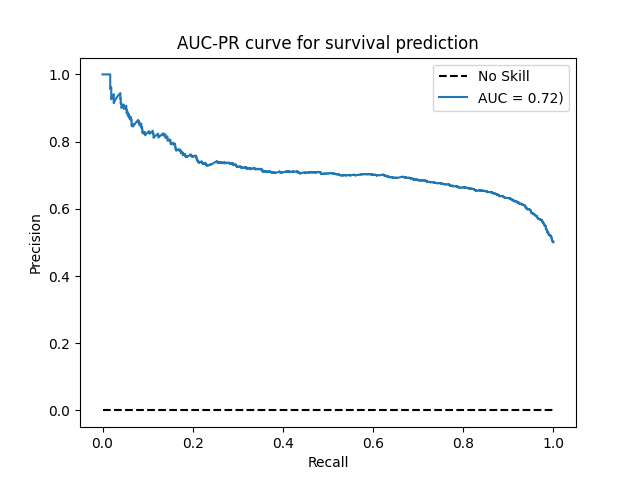 AUC-PR curve for survival prediction
No Skill
AUC = 0.72)
1.0
0.8
0.6
0.4
0.2
0.0
Precision
0.0 0.2 0.4 0.6 0.8 1.0
Recall